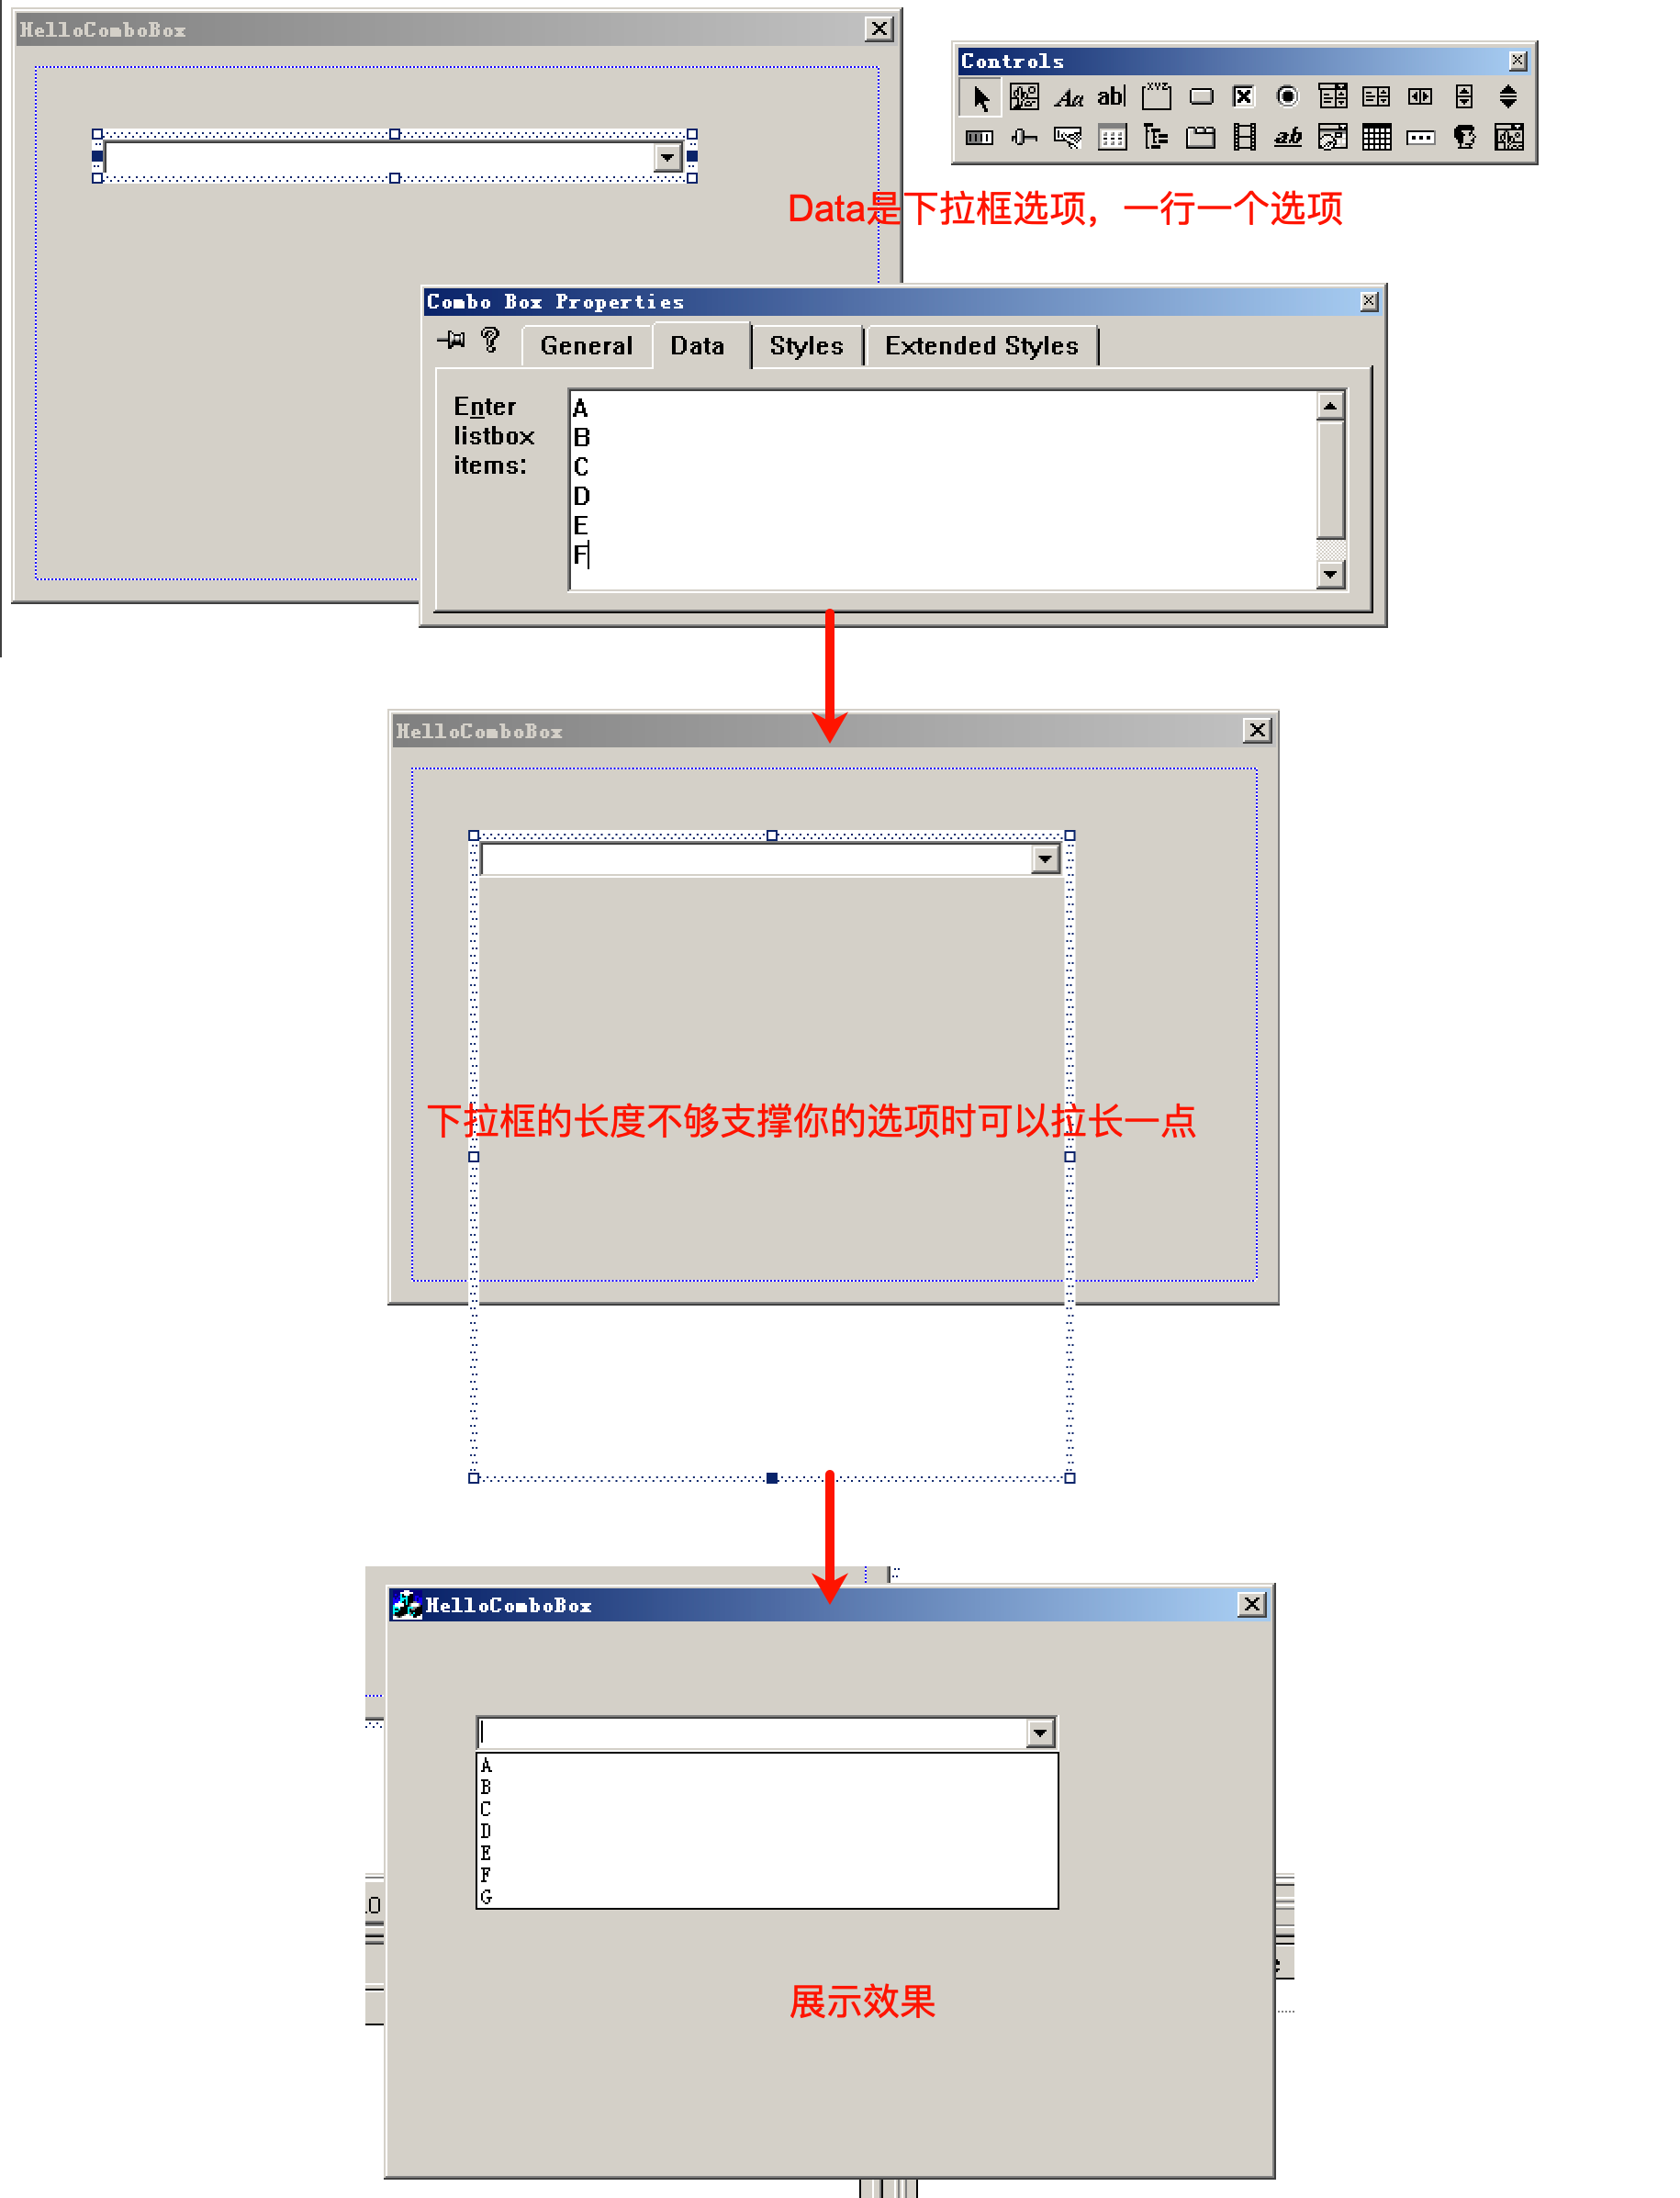 HelloComboBox
Controls
Data是下拉框选项，一行一个选项
Combo Box Properties
General
Data
Styles
Extended Styles
Enter
listbox
items:
A
B
C
D
E
F
HelloComboBox
下拉框的长度不够支撑你的选项时可以拉长一点
HelloComboBox
A
B
C
D
E
F
G
展示效果